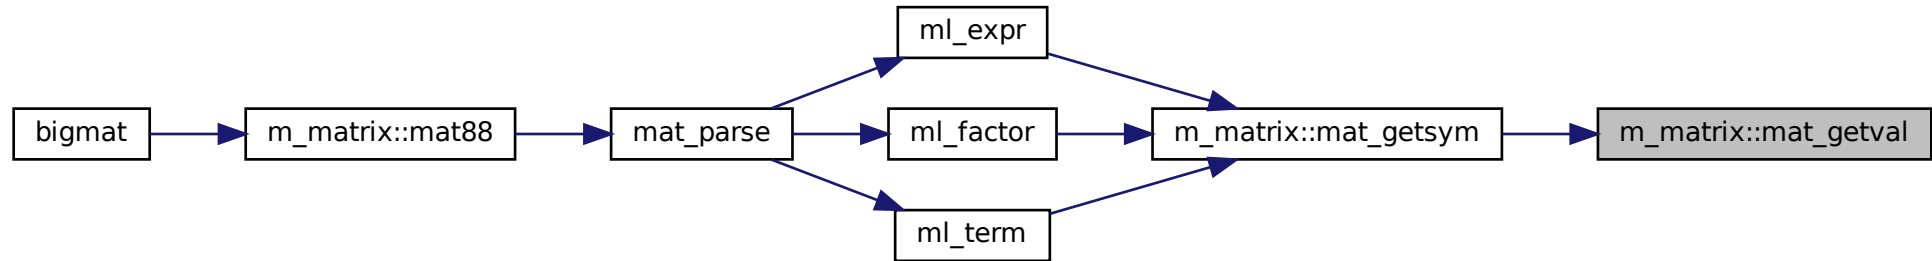 ml_expr
bigmat
m_matrix::mat88
mat_parse
ml_factor
m_matrix::mat_getsym
m_matrix::mat_getval
ml_term